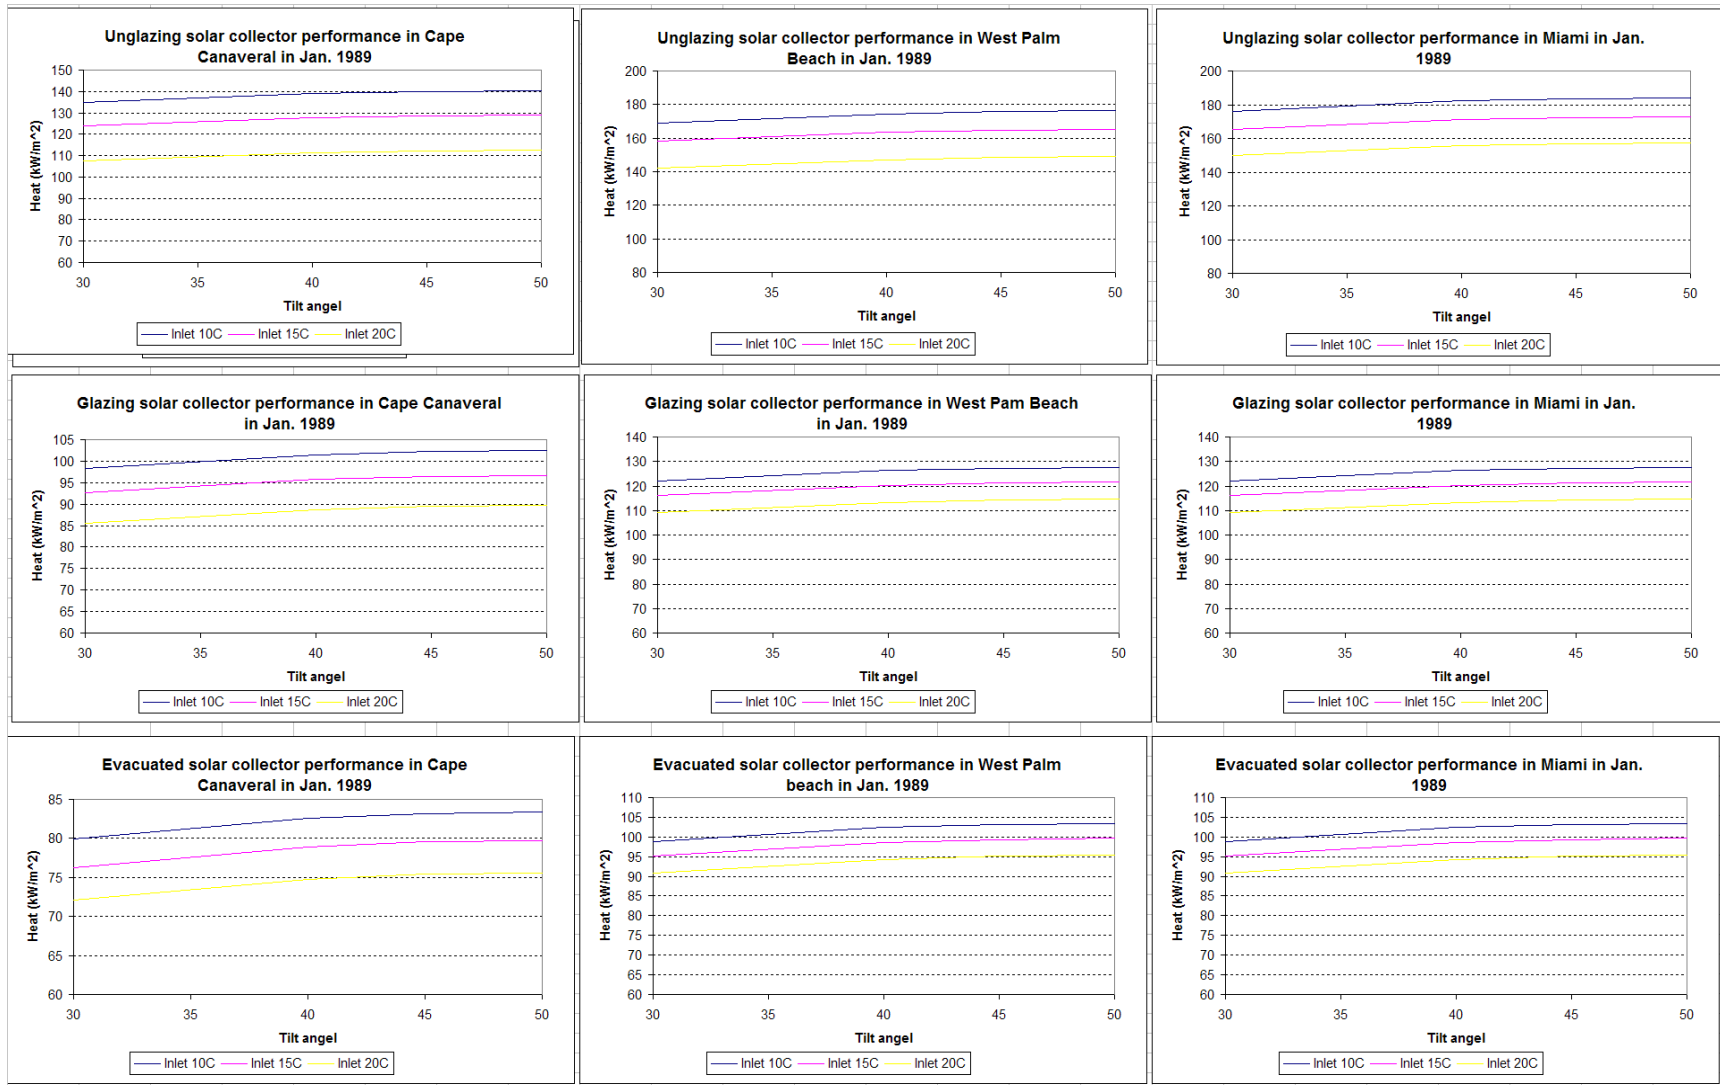 Unglazing solar collector performance in Cape
Canaveral in Jan. 1989
150
140
130
120
110
100
90
80
70
60
Heat (kW/m^2)
30 35 40 45 50
Tilt angel
Inlet 10C Inlet 15C Inlet 20C
Unglazing solar collector performance in West Palm
Beach in Jan. 1989
200
180
160
140
120
100
80
Heat (kW/m^2)
30 35 40 45 50
Tilt angel
Inlet 10C Inlet 15C Inlet 20C
Unglazing solar collector performance in Miami in Jan.
1989
200
180
160
140
120
100
80
Heat (kW/m^2)
30 35 40 45 50
Tilt angel
Inlet 10C Inlet 15C Inlet 20C
Glazing solar collector performance in Cape Canaveral
in Jan. 1989
105
100
95
90
85
80
75
70
65
60
Heat (kW/m^2)
30 35 40 45 50
Tilt angel
Inlet 10C Inlet 15C Inlet 20C
Glazing solar collector performance in West Pam Beach
in Jan. 1989
140
130
120
110
100
90
80
70
60
Heat (kW/m^2)
30 35 40 45 50
Tilt angel
Inlet 10C Inlet 15C Inlet 20C
Glazing solar collector performance in Miami in Jan.
1989
140
130
120
110
100
90
80
70
60
Heat (kW/m^2)
30 35 40 45 50
Tilt angel
Inlet 10C Inlet 15C Inlet 20C
Evacuated solar collector performance in Cape
Canaveral in Jan. 1989
85
80
75
70
65
60
Heat (kW/m^2)
30 35 40 45 50
Tilt angel
Inlet 10C Inlet 15C Inlet 20C
Evacuated solar collector performance in West Palm
beach in Jan. 1989
110
105
100
95
90
85
80
75
70
65
60
Heat (kW/m^2)
30 35 40 45 50
Tilt angel
Inlet 10C Inlet 15C Inlet 20C
Evacuated solar collector performance in Miami in Jan.
1989
110
105
100
95
90
85
80
75
70
65
60
Heat (kW/m^2)
30 35 40 45 50
Tilt angel
Inlet 10C Inlet 15C Inlet 20C